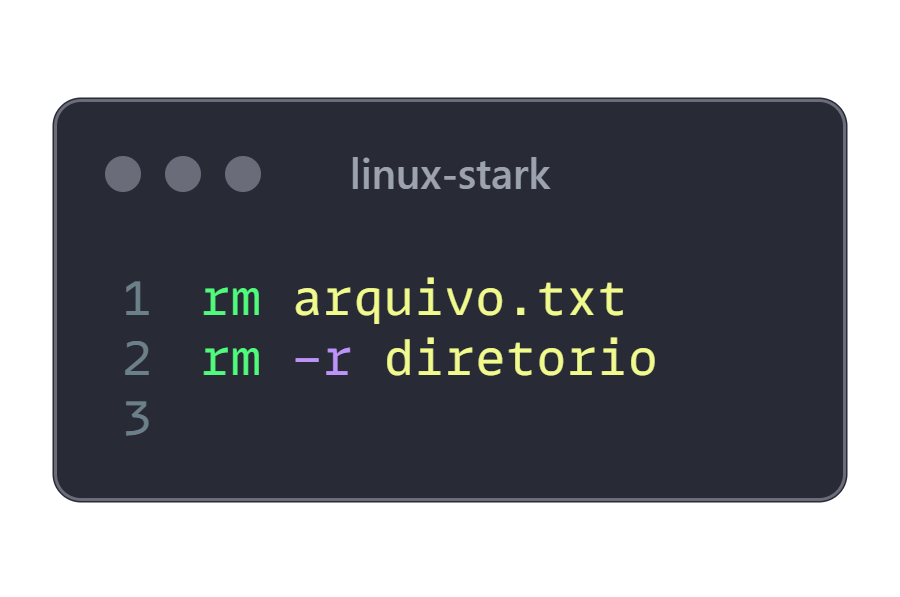 linux-stark
1 rm arquivo.txt
2 rm -r diretorio
3